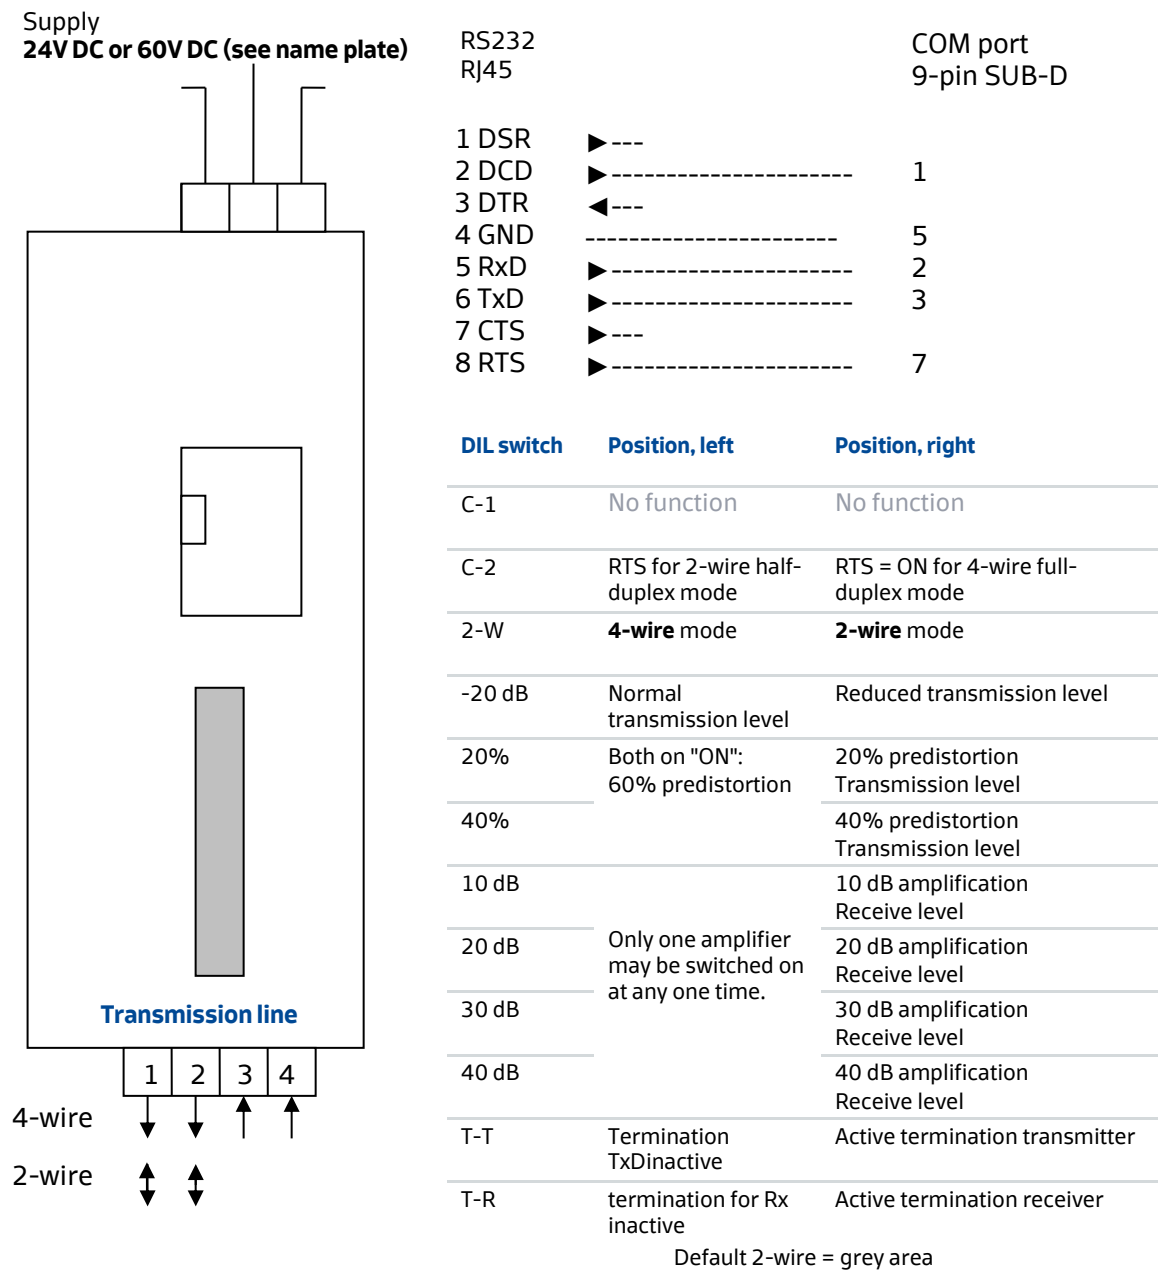 Supply
24V DC or 60V DC (see name plate)
RS232
RJ45
COM port
9-pin SUB-D
1 DSR ---
2 DCD ---------------------- 1
3 DTR ---
4 GND ----------------------- 5
5 RxD ---------------------- 2
6 TxD ---------------------- 3
7 CTS ---
8 RTS ---------------------- 7
DIL switch Position, left Position, right
C-1 No function No function
C-2 RTS for 2-wire half- RTS = ON for 4-wire full-
duplex mode duplex mode
2-W 4-wire mode 2-wire mode
-20 dB Normal Reduced transmission level
transmission level
20% Both on "ON": 20% predistortion
60% predistortion Transmission level
40% 40% predistortion
Transmission level
10 dB 10 dB amplification
Receive level
20 dB Only one amplifier 20 dB amplification
may be switched on Receive level
at any one time.
30 dB 30 dB amplification
Receive level
40 dB 40 dB amplification
Receive level
T-T Termination Active termination transmitter
TxDinactive
T-R termination for Rx Active termination receiver
inactive
Default 2-wire = grey area
Transmission line
1 2 3 4
4-wire
2-wire